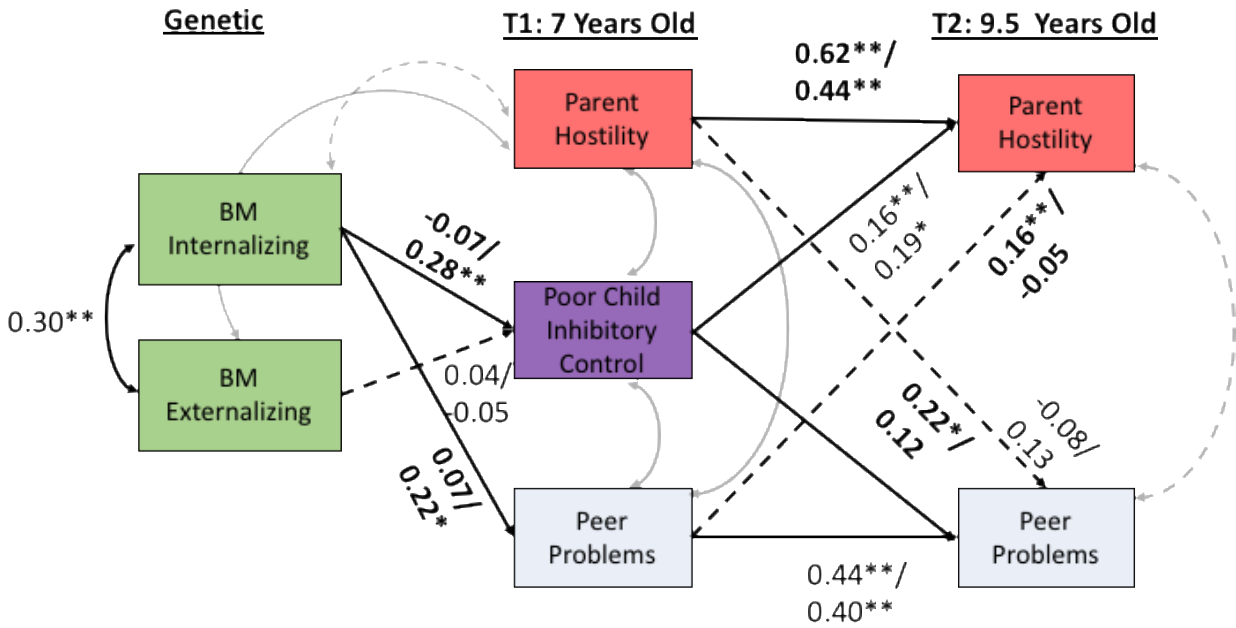 Genetic
T1: 7 Years Old
T2: 9.5 Years Old
0.62**/
0.44**
Parent
Hostility
Parent
Hostility
BM
Internalizing
-0.07/
0.28**
0.16**/
0.19*
0.16**/
-0.05
0.30**
Poor Child
Inhibitory
Control
BM
Externalizing
0.04/
-0.05
0.07/
0.22*
0.22*/
0.12
-0.08/
0.13
Peer
Problems
Peer
Problems
0.44**/
0.40**